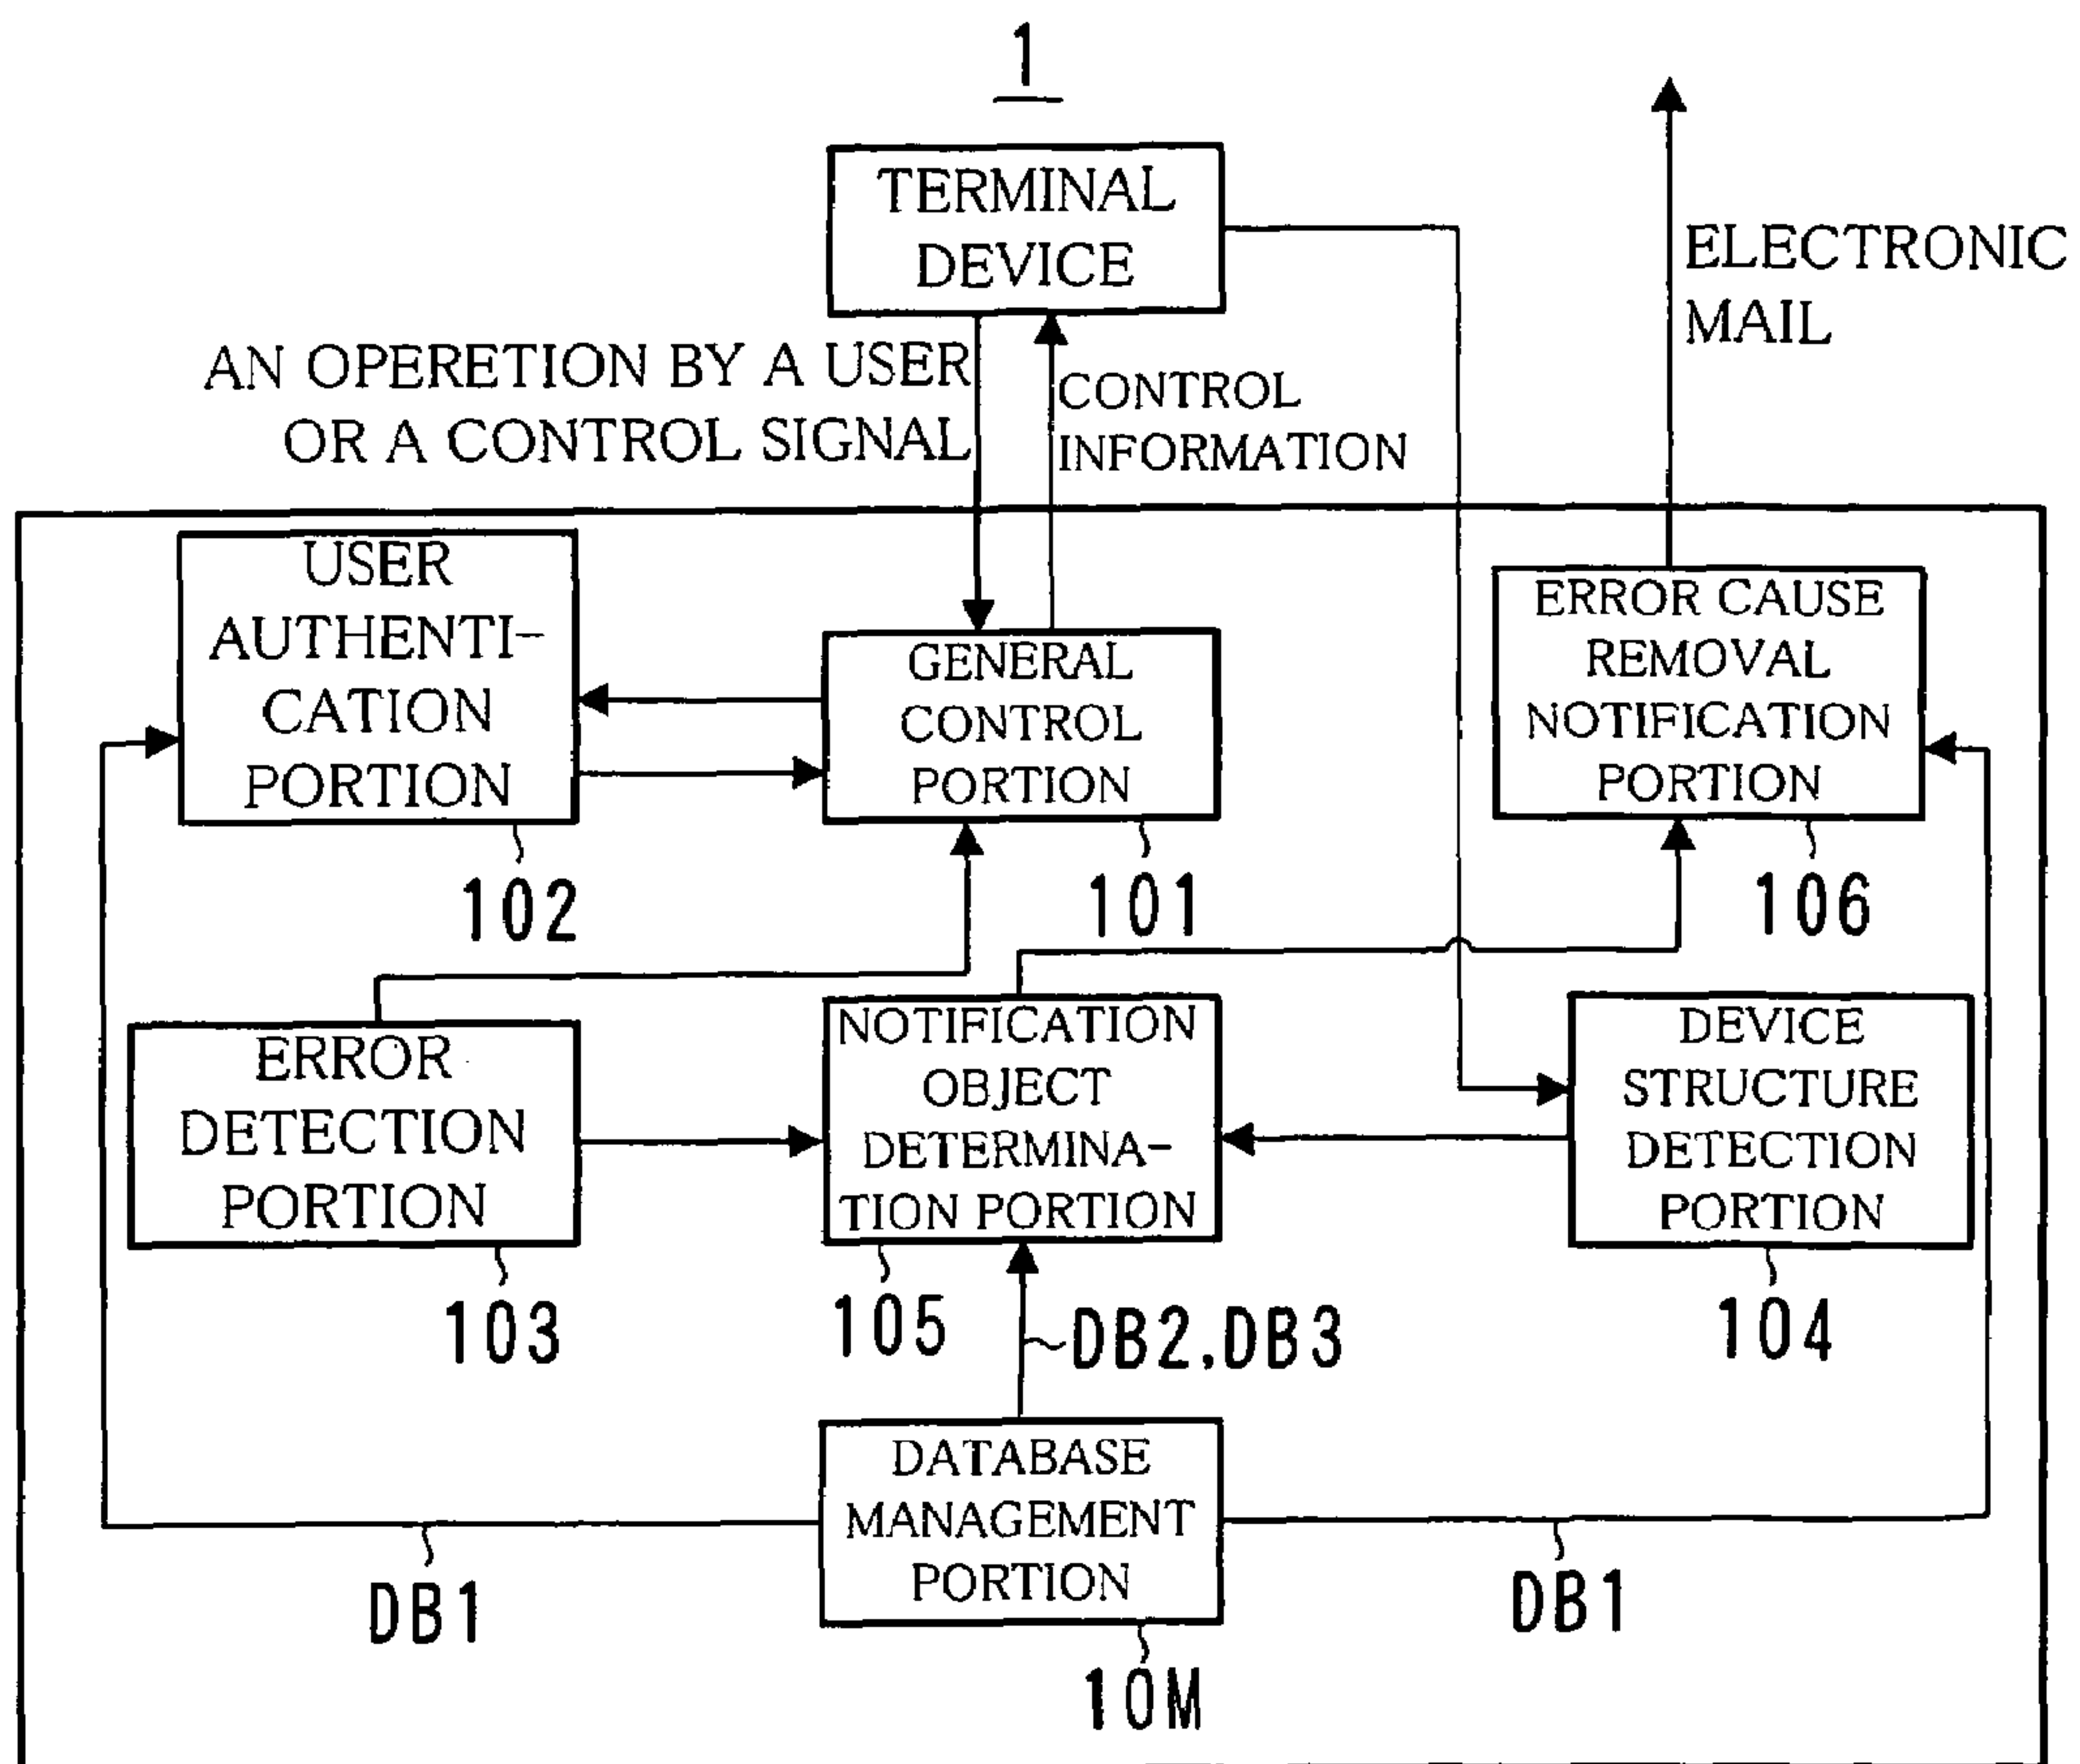 1
TERMINAL
DEVICE
ELECTRONIC
MAIL
AN OPERETION BY A USER
OR A CONTROL SIGNAL
CONTROL
INFORMATION
USER
AUTHENTI-
CATION
PORTION
102
GENERAL
CONTROL
PORTION
101
ERROR CAUSE
REMOVAL
NOTIFICATION
PORTION
106
ERROR
DETECTION
PORTION
103
NOTIFICATION
OBJECT
DETERMINA-
TION PORTION
105
DEVICE
STRUCTURE
DETECTION
PORTION
104
DB2,DB3
DATABASE
MANAGEMENT
PORTION
10M
DB1
DB1